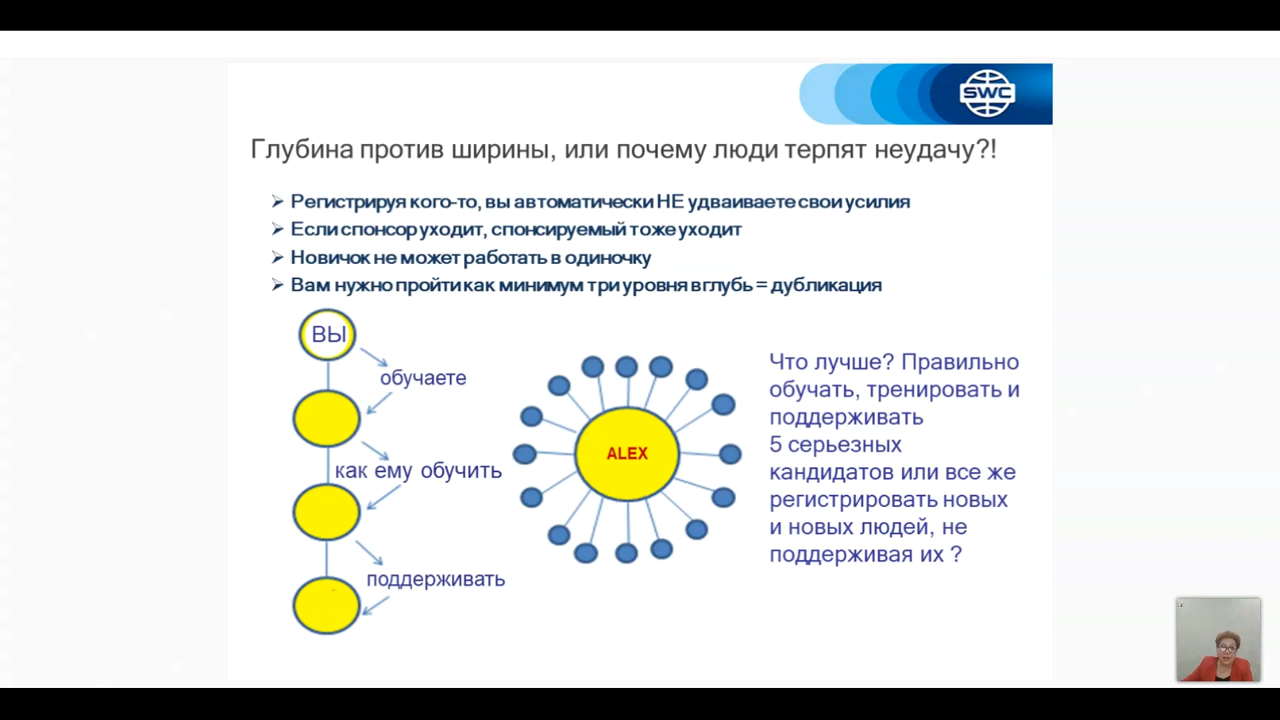 SWC
Глубина против ширины, или почему люди терпят неудачу?!
Регистрируя кого-то, вы автоматически НЕ удваиваете свои усилия
Если спонсор уходит, спонсируемый тоже уходит
Новичок не может работать в одиночку
Вам нужно пройти как минимум три уровня вглубь = дубликация
ВЫ
обучаете
как ему обучить
поддерживать
ALEX
Что лучше? Правильно
обучать, тренировать и
поддерживать
5 серьезных
кандидатов или все же
регистрировать новых
и новых людей, не
поддерживая их ?